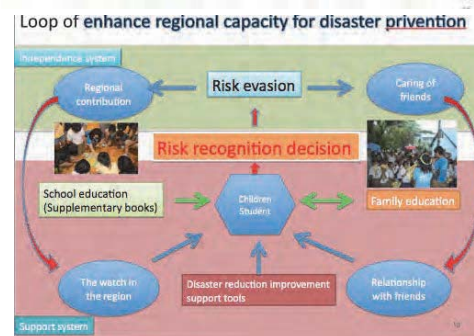 Loop of enhance regional capacity for disaster privention
Independence system
Regional
contribution
Risk evasion
Caring of
friends
Risk recognition decision
School education
(Supplementary books)
Children
Student
Family education
The watch in
the region
Disaster reduction improvement
support tools
Relationship
with friends
Support system